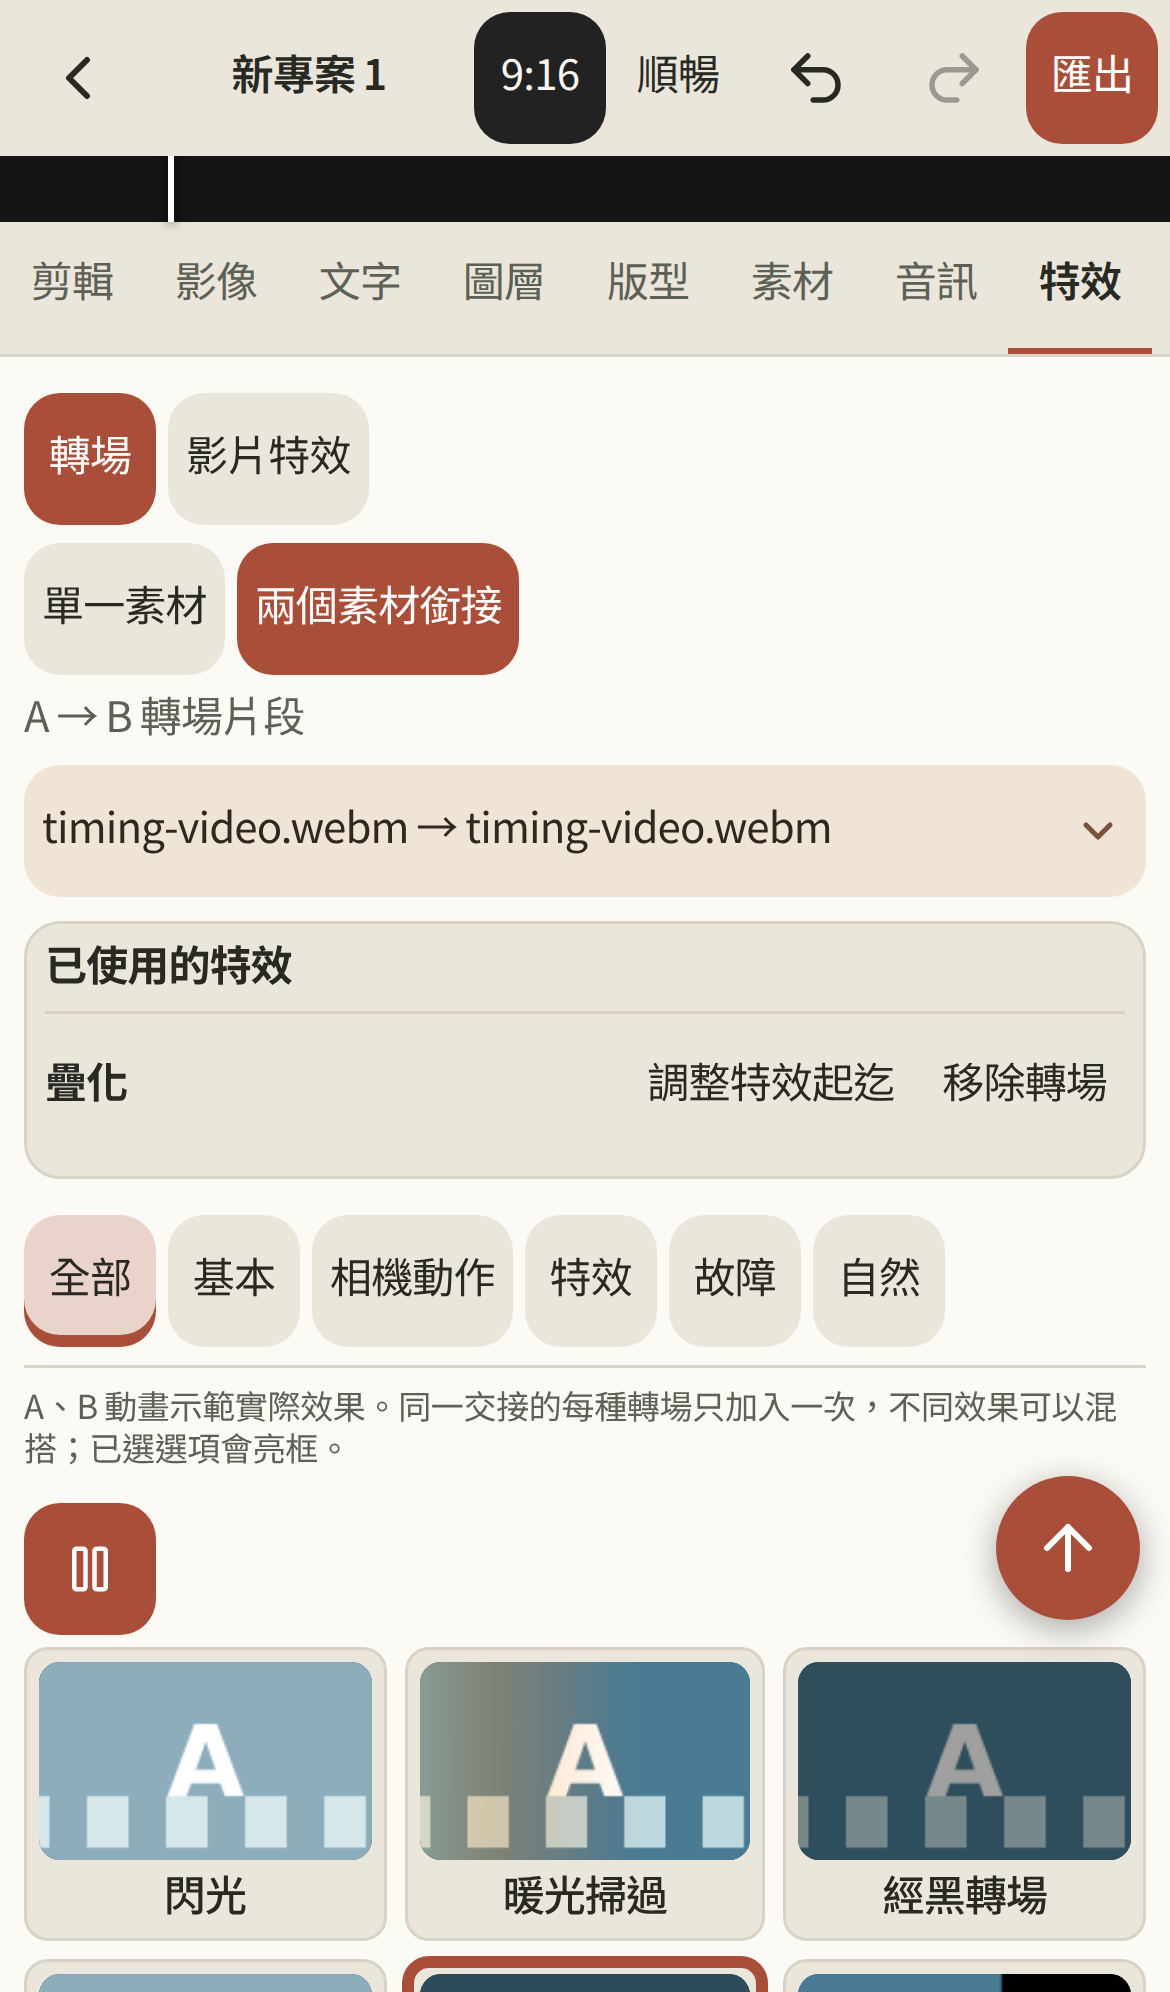 新專案 1
9:16
順暢
匯出
剪輯 影像 文字 圖層 版型 素材 音訊 特效
轉場 影片特效
單一素材 兩個素材銜接
A → B 轉場片段
timing-video.webm → timing-video.webm
已使用的特效
疊化 調整特效起迄 移除轉場
全部 基本 相機動作 特效 故障 自然
A、B 動畫示範實際效果。同一交接的每種轉場只加入一次，不同效果可以混
搭；已選選項會亮框。
A A A
閃光 暖光掃過 經黑轉場